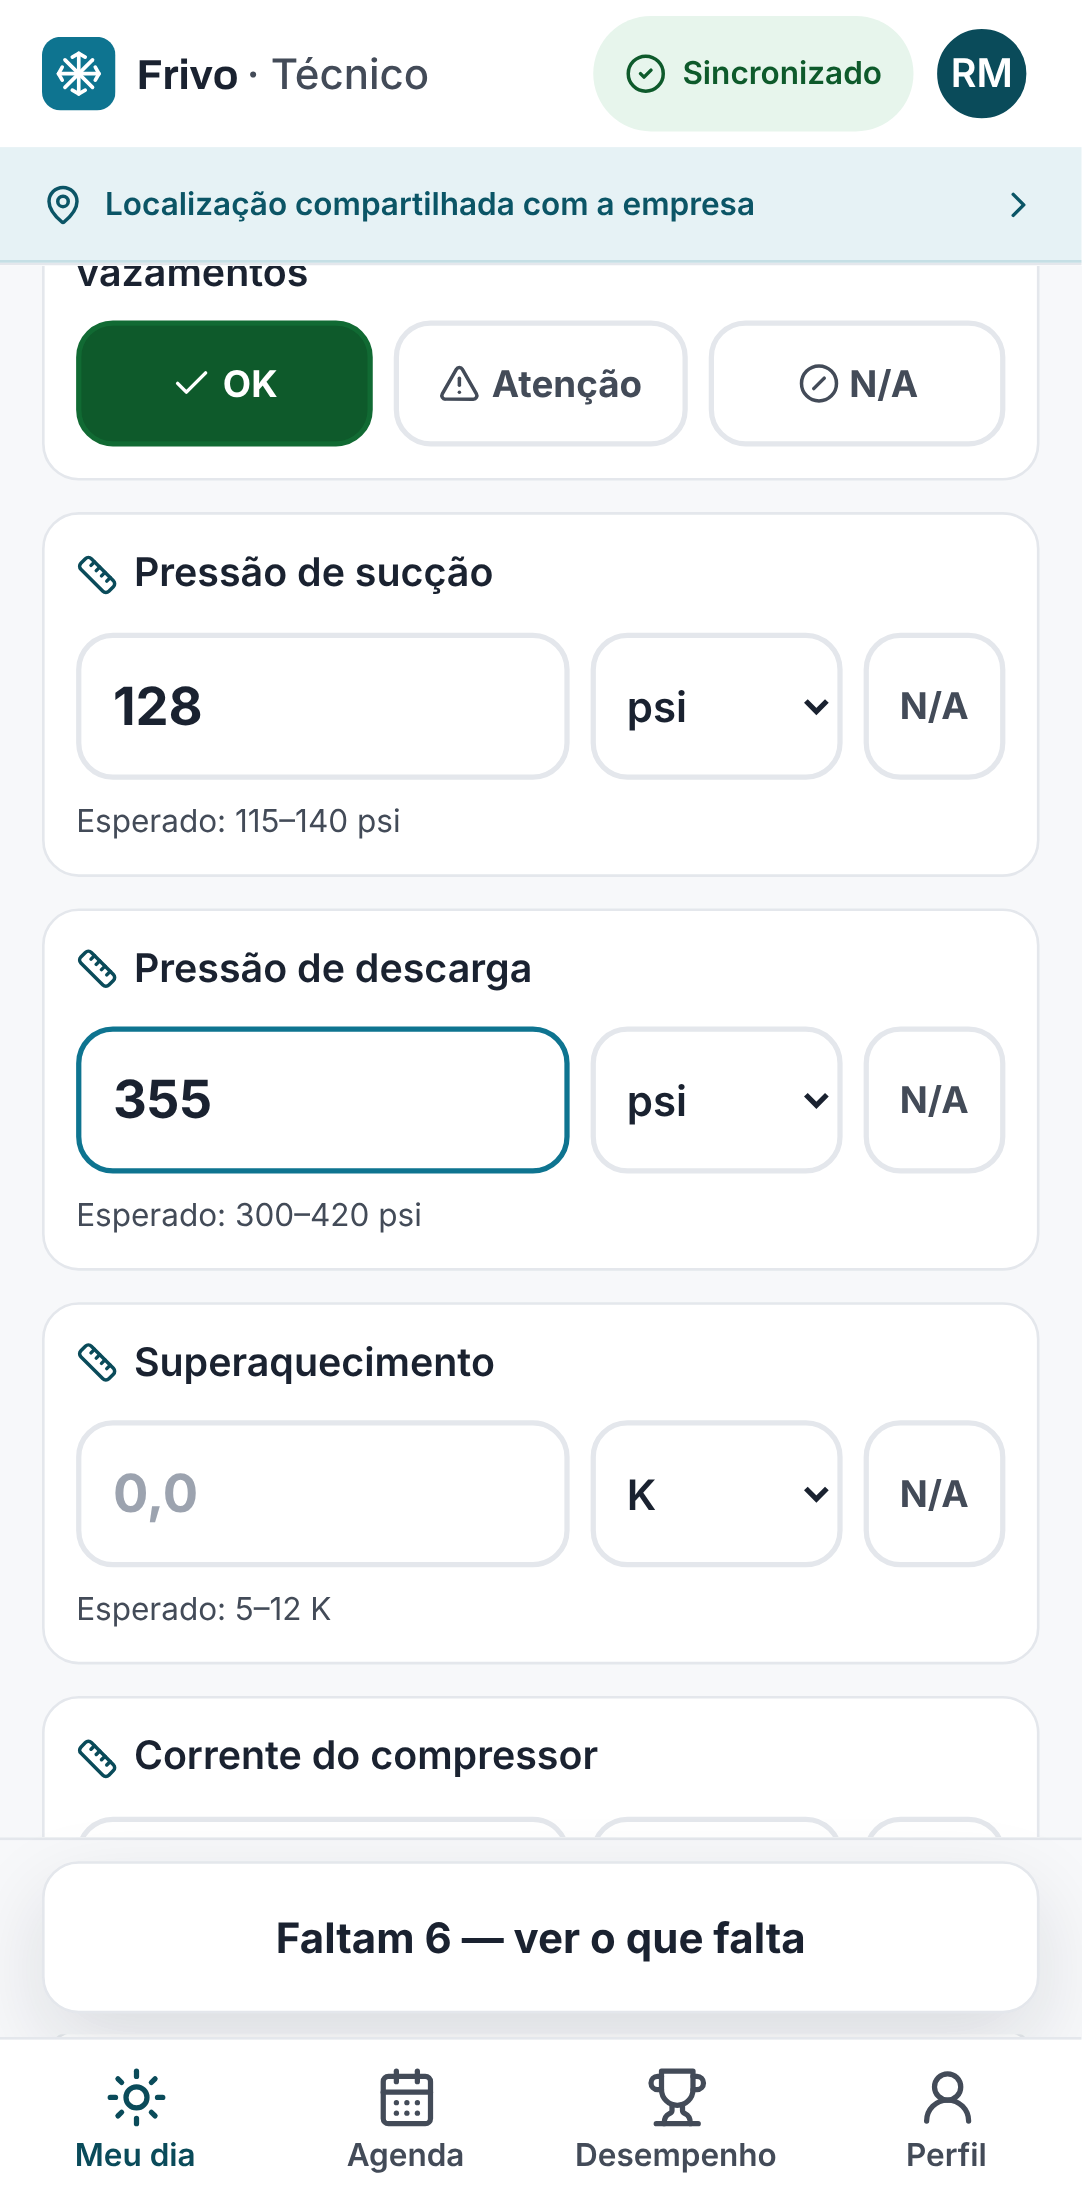 Frivo · Técnico
Sincronizado
RM
Localização compartilhada com a empresa
vazamentos
OK
Atenção
N/A
Pressão de sucção
128
psi
N/A
Esperado: 115–140 psi
Pressão de descarga
355
psi
N/A
Esperado: 300–420 psi
Superaquecimento
0,0
K
N/A
Esperado: 5–12 K
Corrente do compressor
Faltam 6 — ver o que falta
Meu dia
Agenda
Desempenho
Perfil